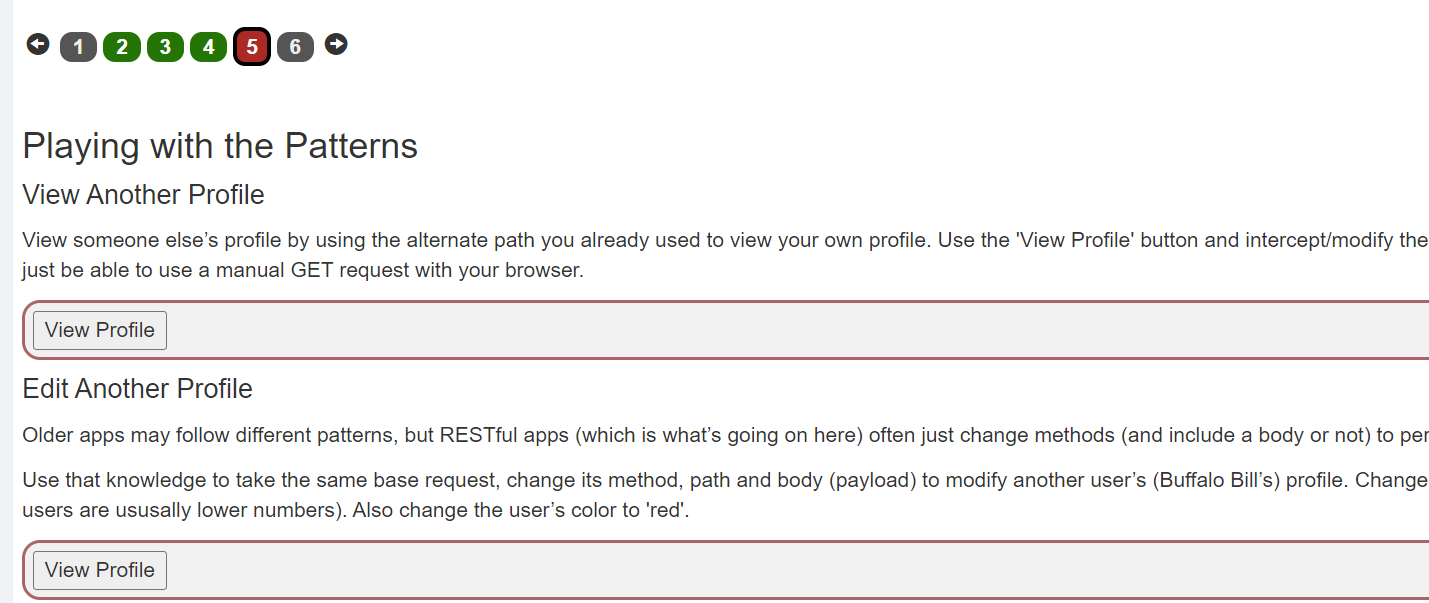 1 2 3 4 5 6
Playing with the Patterns
View Another Profile
View someone else’s profile by using the alternate path you already used to view your own profile. Use the 'View Profile' button and intercept/modify the
just be able to use a manual GET request with your browser.
View Profile
Edit Another Profile
Older apps may follow different patterns, but RESTful apps (which is what’s going on here) often just change methods (and include a body or not) to per
Use that knowledge to take the same base request, change its method, path and body (payload) to modify another user’s (Buffalo Bill’s) profile. Change
users are ususally lower numbers). Also change the user’s color to 'red'.
View Profile